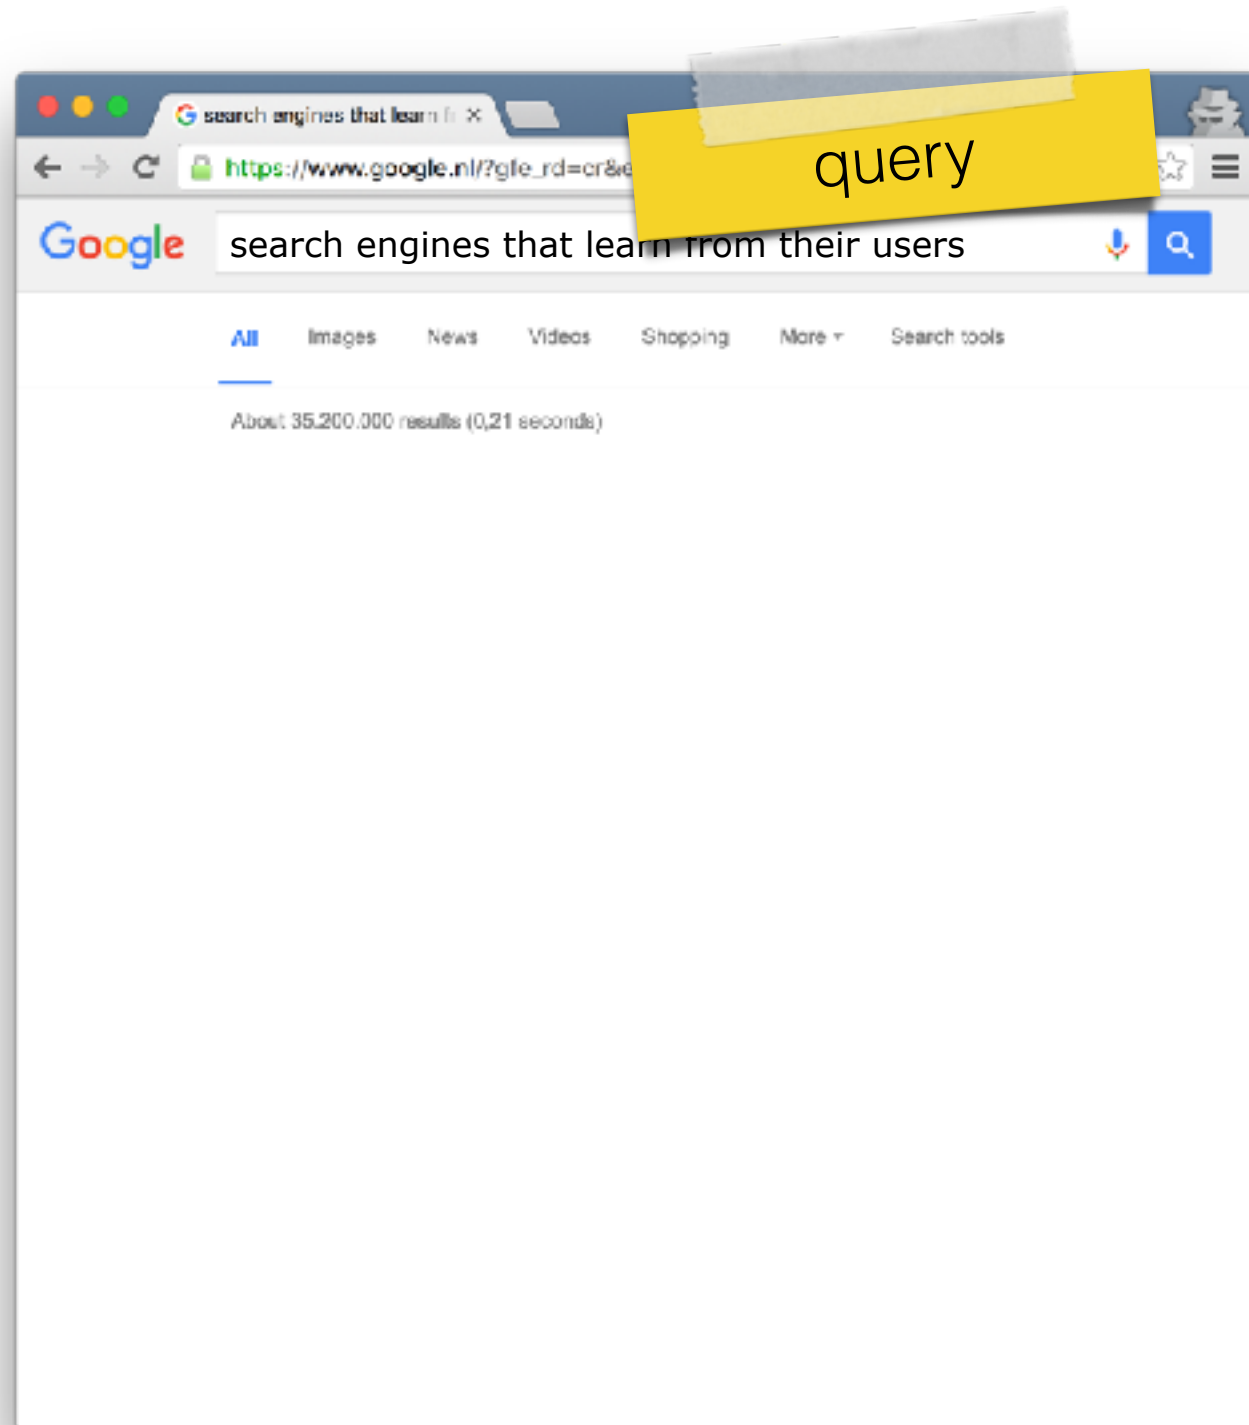 query
search engines that learn fr
https://www.google.nl/?gfe_rd=cr&e
Google search engines that learn from their users
All Images News Videos Shopping More Search tools
About 35.200.000 results (0,21 seconds)